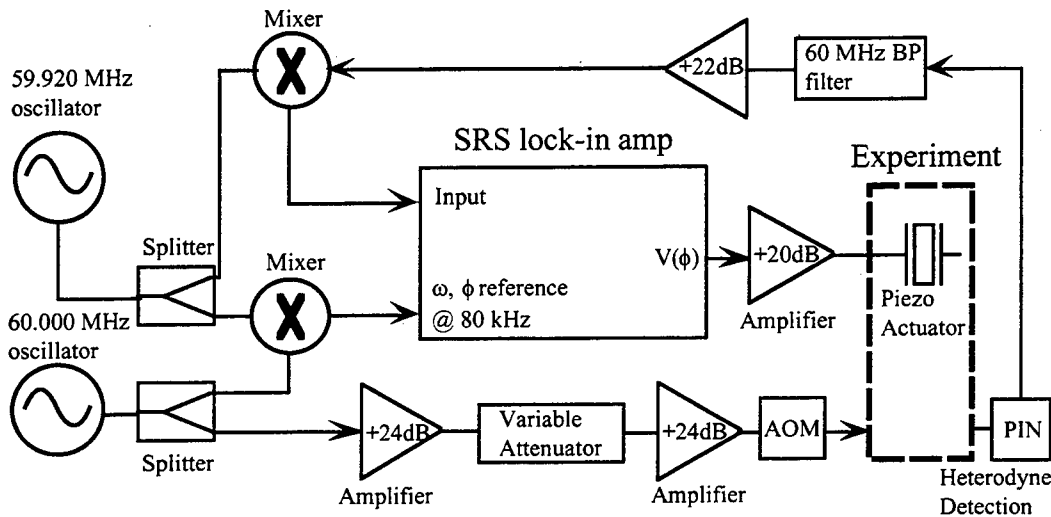 Mixer
59.920 MHz
oscillator
+22dB
60 MHz BP
filter
X
SRS lock-in amp
Experiment
Input
Splitter
Mixer
V(ϕ)
+20dB
ω, ϕ reference
@ 80 kHz
X
Piezo
Actuator
Amplifier
60.000 MHz
oscillator
+24dB
Variable
Attenuator
+24dB
AOM
PIN
Splitter
Amplifier
Amplifier
Heterodyne
Detection